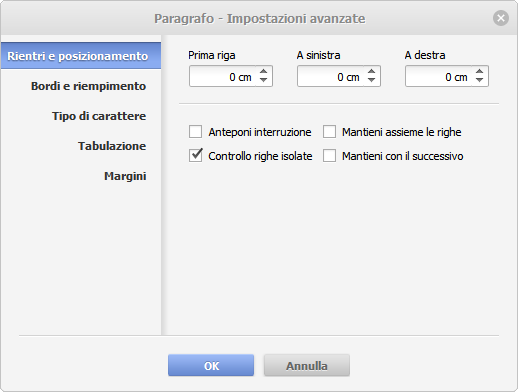 Paragrafo - Impostazioni avanzate
Rientri e posizionamento
Bordi e riempimento
Tipo di carattere
Tabulazione
Margini
Prima riga A sinistra A destra
0 cm 0 cm 0 cm
Anteponi interruzione Mantieni assieme le righe
Controllo righe isolate Mantieni con il successivo
OK Annulla